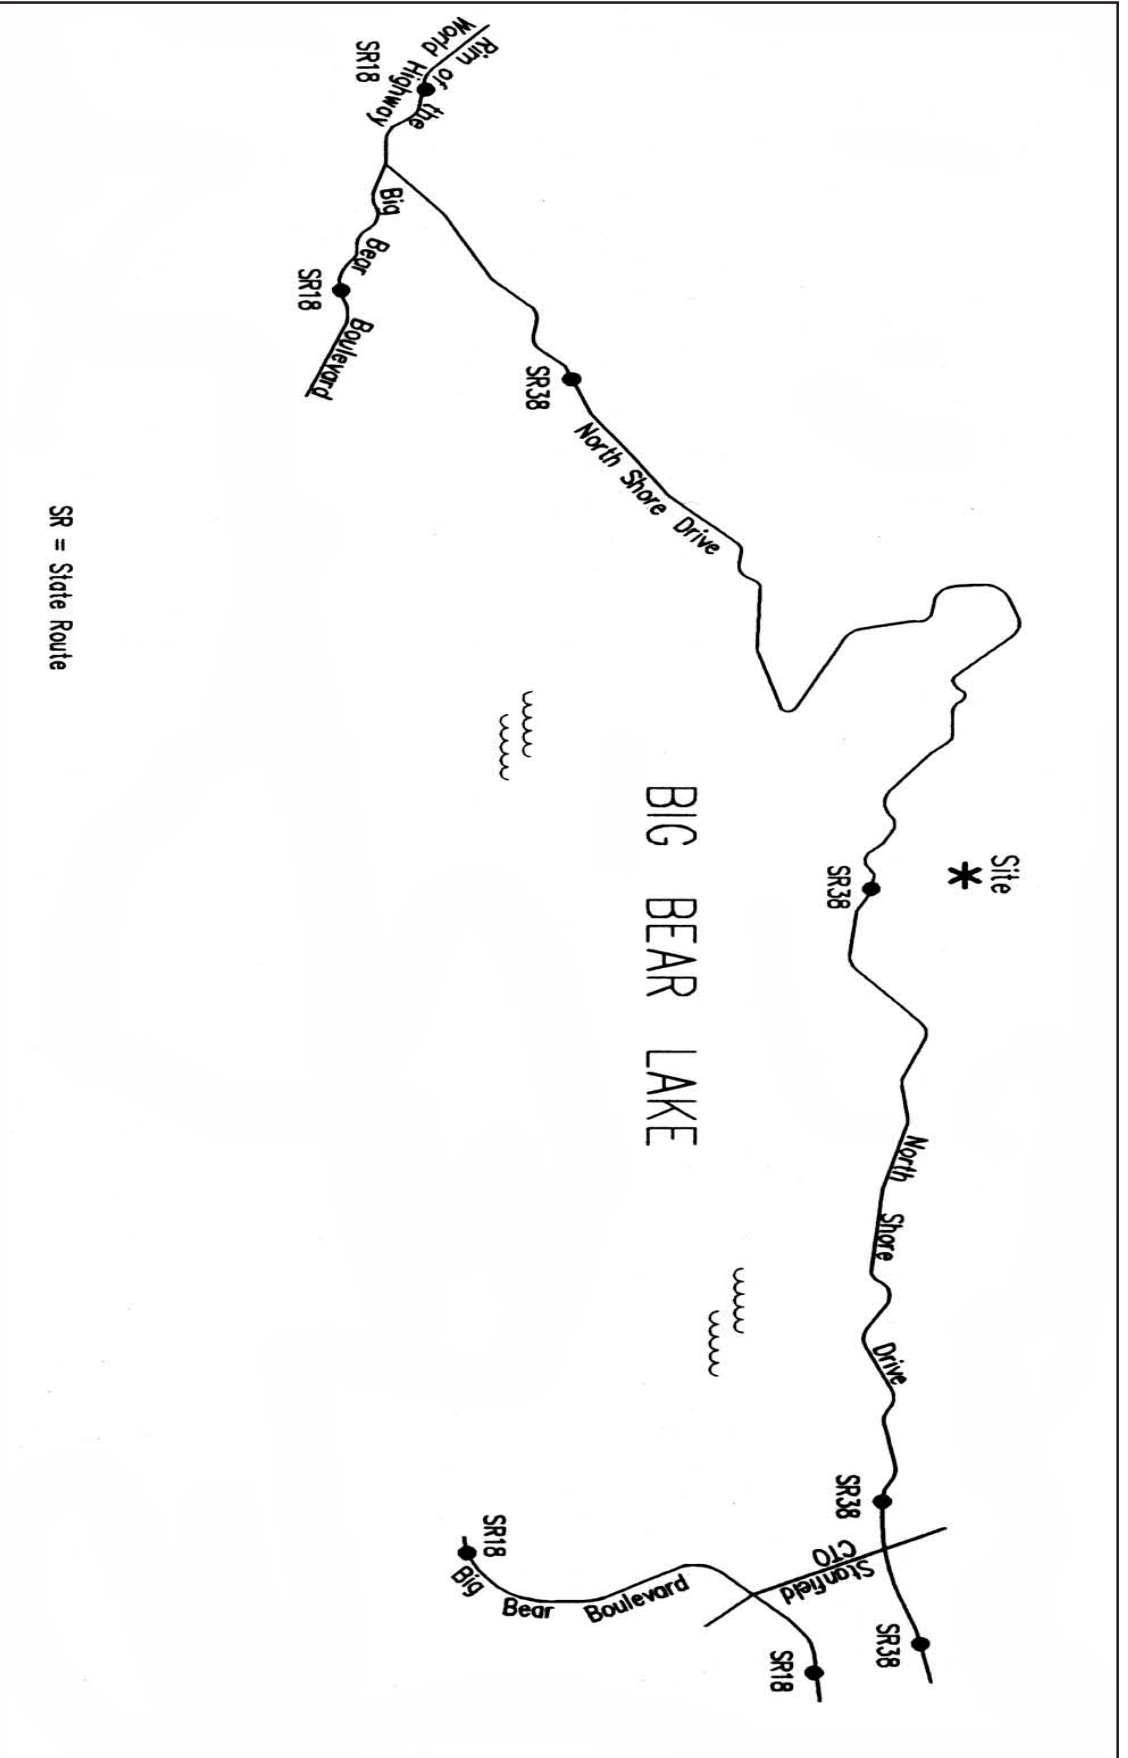 Rim of the
World Highway
SR18
Big Bear Boulevard
SR18
SR38
North Shore Drive
Site
SR38
BIG BEAR LAKE
North Shore Drive
SR38
Stanfield
CTO
SR38
SR18
Big Bear Boulevard
SR18
SR = State Route